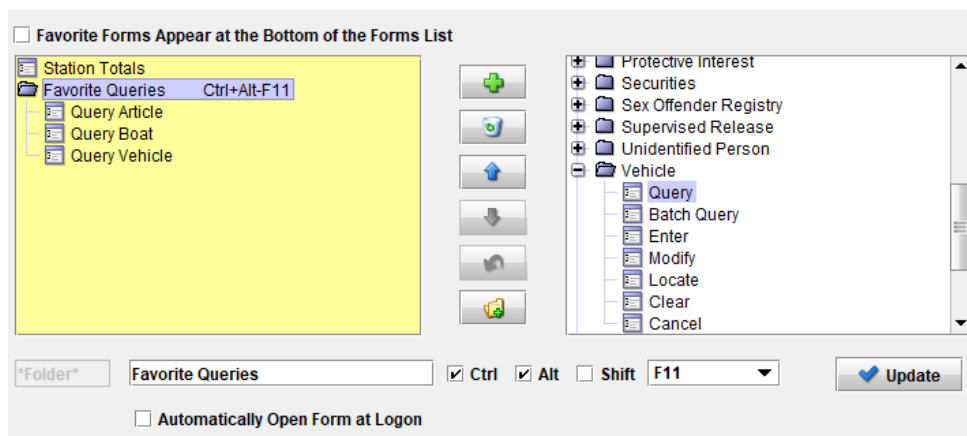 Favorite Forms Appear at the Bottom of the Forms List
Station Totals
Favorite Queries Ctrl+Alt-F11
Query Article
Query Boat
Query Vehicle
Protective Interest
Securities
Sex Offender Registry
Supervised Release
Unidentified Person
Vehicle
Query
Batch Query
Enter
Modify
Locate
Clear
Cancel
*Folder* Favorite Queries Ctrl Alt Shift F11 Update
Automatically Open Form at Logon